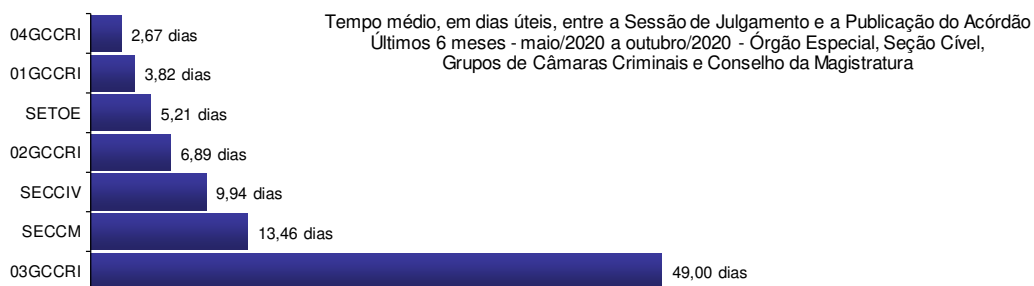 Tempo médio, em dias úteis, entre a Sessão de Julgamento e a Publicação do Acórdão
Últimos 6 meses - maio/2020 a outubro/2020 - Órgão Especial, Seção Cível,
Grupos de Câmaras Criminais e Conselho da Magistratura
04GCCRI 2,67 dias
01GCCRI 3,82 dias
SETOE 5,21 dias
02GCCRI 6,89 dias
SECCIV 9,94 dias
SECCM 13,46 dias
03GCCRI 49,00 dias